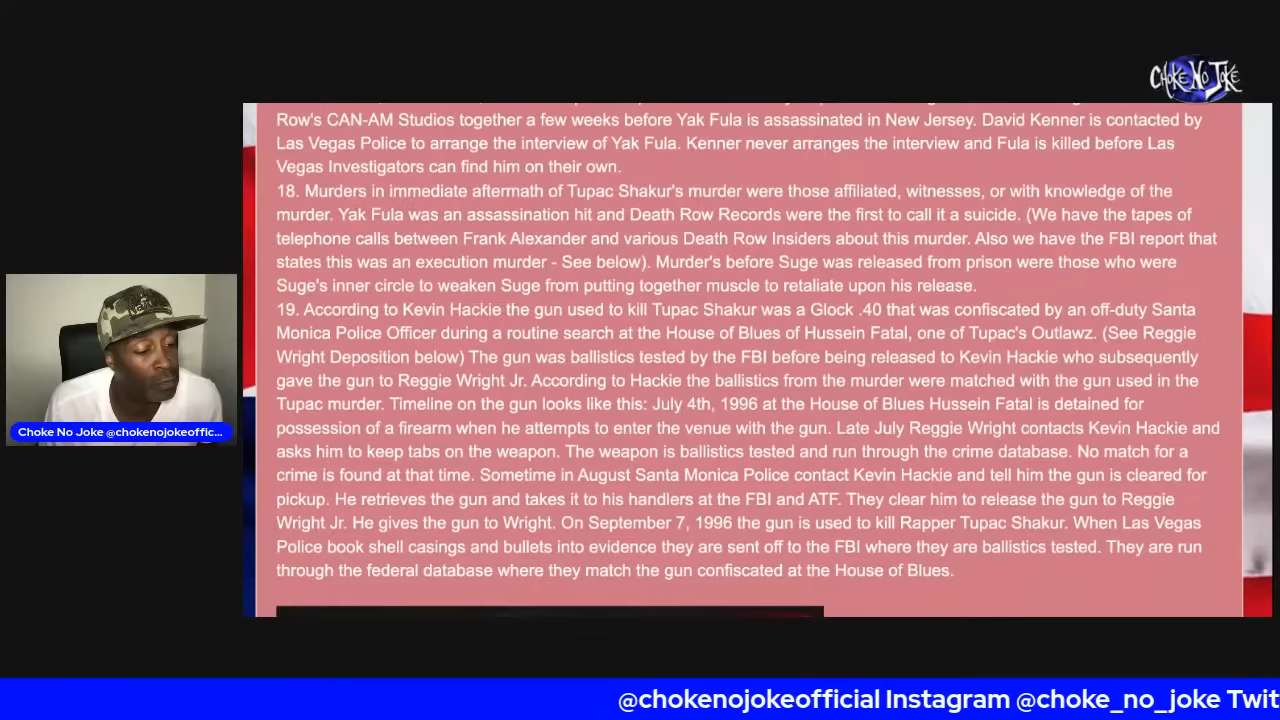 CHOKE NO JOKE
Row's CAN-AM Studios together a few weeks before Yak Fula is assassinated in New Jersey. David Kenner is contacted by
Las Vegas Police to arrange the interview of Yak Fula. Kenner never arranges the interview and Fula is killed before Las
Vegas Investigators can find him on their own.
18. Murders in immediate aftermath of Tupac Shakur's murder were those affiliated, witnesses, or with knowledge of the
murder. Yak Fula was an assassination hit and Death Row Records were the first to call it a suicide. (We have the tapes of
telephone calls between Frank Alexander and various Death Row Insiders about this murder. Also we have the FBI report that
states this was an execution murder - See below). Murder's before Suge was released from prison were those who were
Suge's inner circle to weaken Suge from putting together muscle to retaliate upon his release.
19. According to Kevin Hackie the gun used to kill Tupac Shakur was a Glock .40 that was confiscated by an off-duty Santa
Monica Police Officer during a routine search at the House of Blues of Hussein Fatal, one of Tupac's Outlawz. (See Reggie
Wright Deposition below) The gun was ballistics tested by the FBI before being released to Kevin Hackie who subsequently
gave the gun to Reggie Wright Jr. According to Hackie the ballistics from the murder were matched with the gun used in the
Tupac murder. Timeline on the gun looks like this: July 4th, 1996 at the House of Blues Hussein Fatal is detained for
possession of a firearm when he attempts to enter the venue with the gun. Late July Reggie Wright contacts Kevin Hackie and
asks him to keep tabs on the weapon. The weapon is ballistics tested and run through the crime database. No match for a
crime is found at that time. Sometime in August Santa Monica Police contact Kevin Hackie and tell him the gun is cleared for
pickup. He retrieves the gun and takes it to his handlers at the FBI and ATF. They clear him to release the gun to Reggie
Wright Jr. He gives the gun to Wright. On September 7, 1996 the gun is used to kill Rapper Tupac Shakur. When Las Vegas
Police book shell casings and bullets into evidence they are sent off to the FBI where they are ballistics tested. They are run
through the federal database where they match the gun confiscated at the House of Blues.
Choke No Joke @chokenojokeoffic...
@chokenojokeofficial Instagram @choke_no_joke Twit